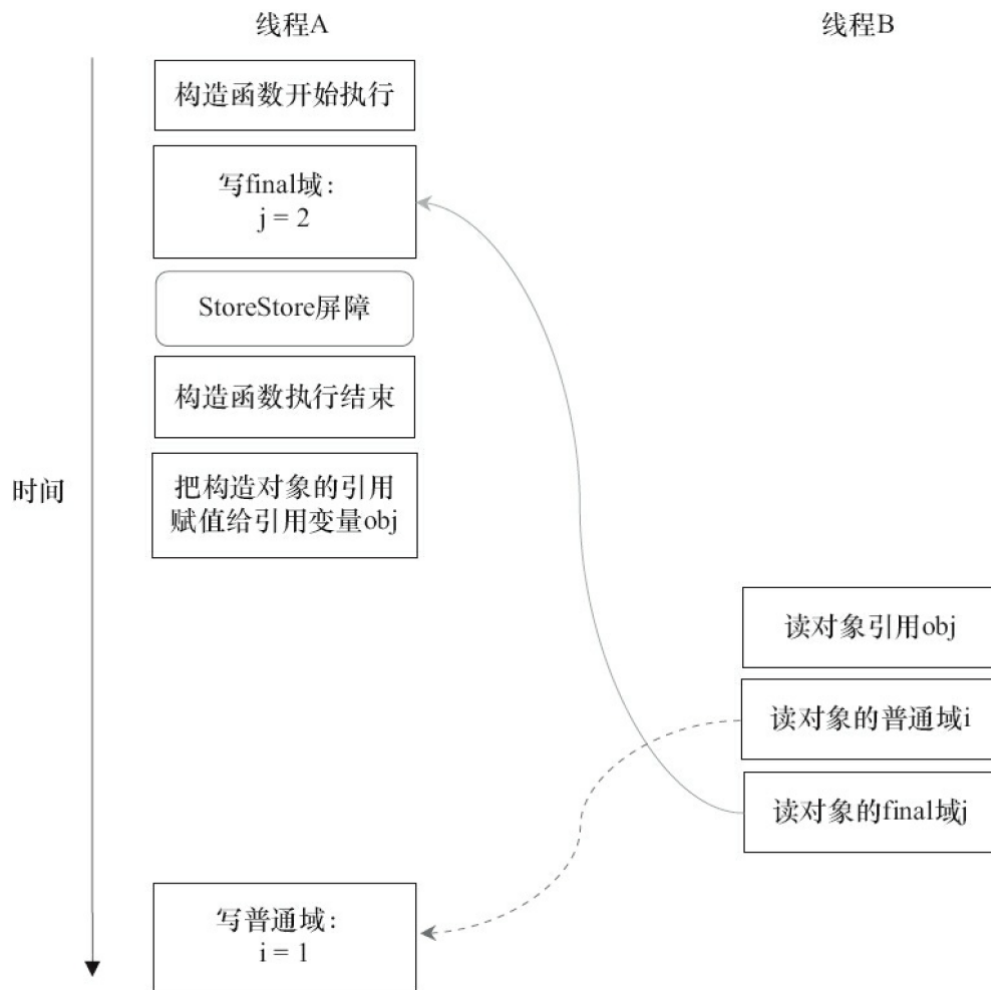 线程A
线程B
构造函数开始执行
写final域：
j = 2
StoreStore屏障
构造函数执行结束
时间
把构造对象的引用
赋值给引用变量obj
读对象引用obj
读对象的普通域i
读对象的final域j
写普通域：
i = 1